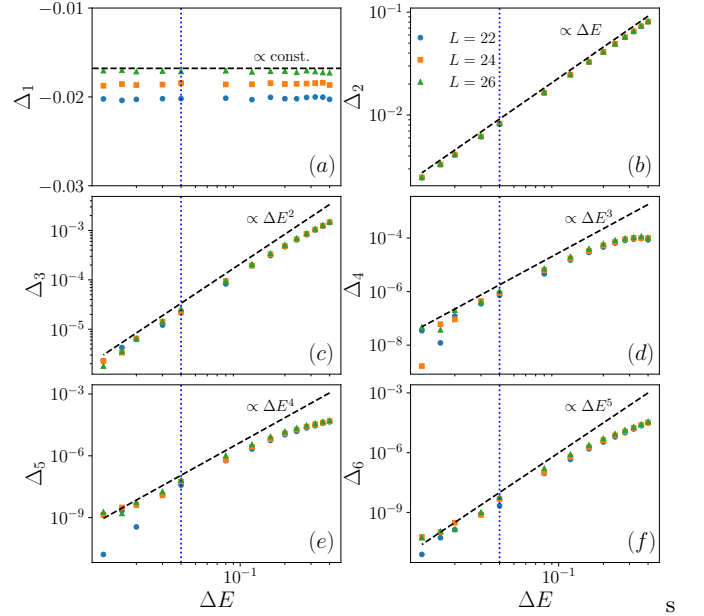 −0.01
−0.02
−0.03
Δ₁
∝ const.
(a)
10⁻¹
10⁻²
Δ₂
∝ ΔE
L = 22
L = 24
L = 26
(b)
10⁻³
10⁻⁴
10⁻⁵
Δ₃
∝ ΔE²
(c)
10⁻⁴
10⁻⁶
10⁻⁸
Δ₄
∝ ΔE³
(d)
10⁻³
10⁻⁶
10⁻⁹
Δ₅
∝ ΔE⁴
(e)
10⁻¹
ΔE
10⁻³
10⁻⁶
10⁻⁹
Δ₆
∝ ΔE⁵
(f)
10⁻¹
ΔE
s